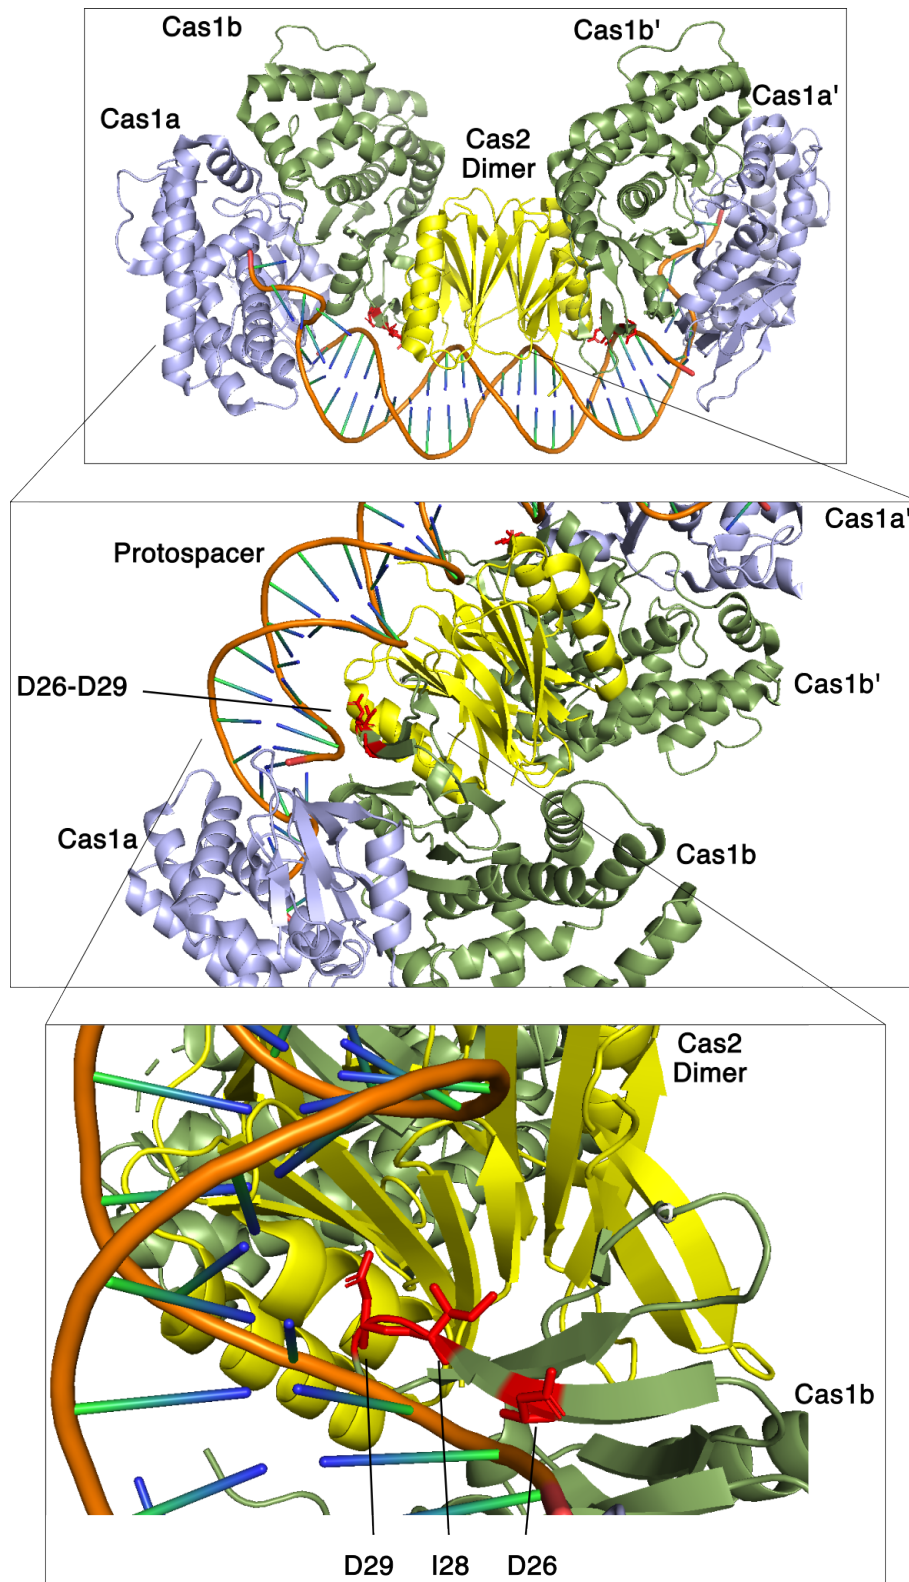 Cas1b
Cas1b'
Cas1a
Cas1a'
Cas2
Dimer
Cas1a'
Protospacer
D26-D29
Cas1b'
Cas1a
Cas1b
Cas2
Dimer
Cas1b
D29
I28
D26